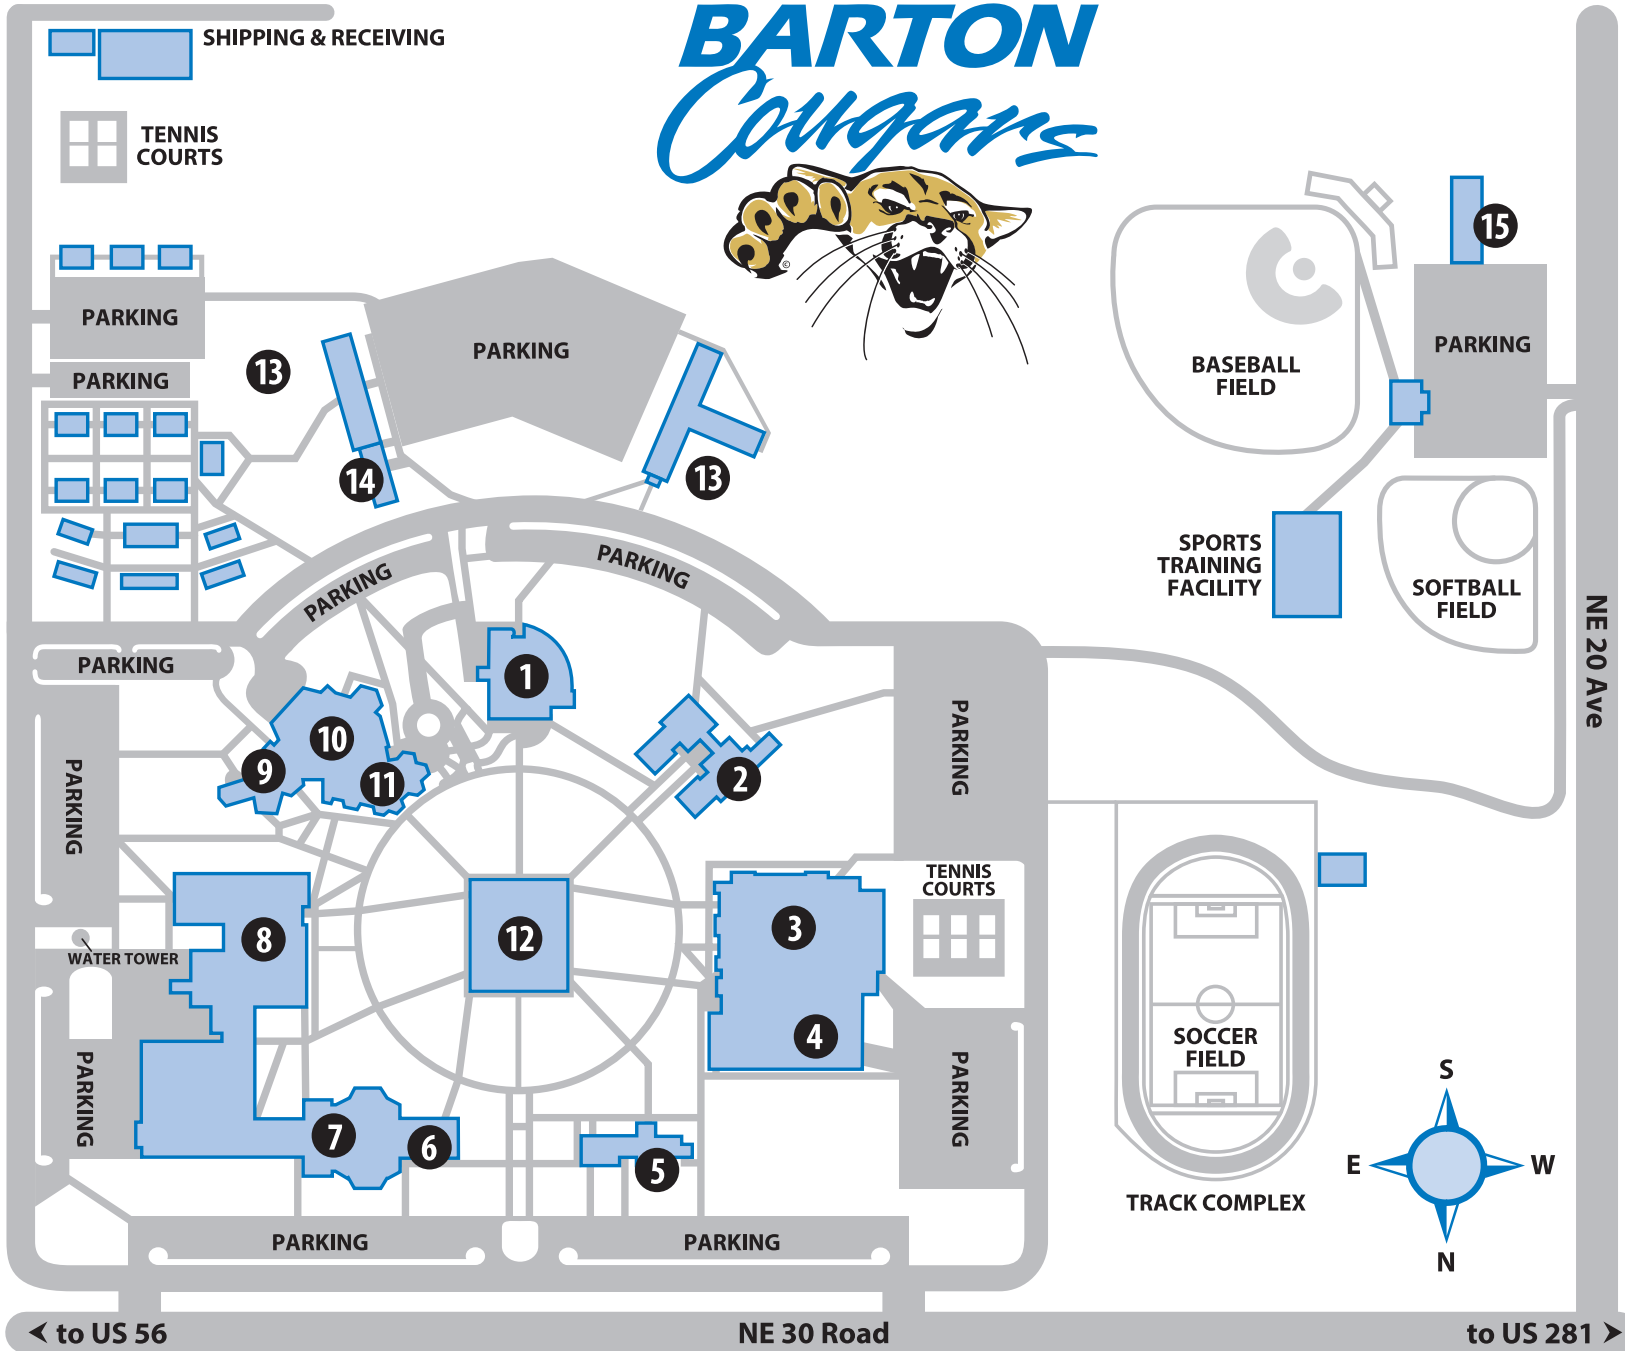 BARTON
Cougars
©
SHIPPING & RECEIVING
TENNIS
COURTS
15
PARKING
PARKING
13
PARKING
PARKING
BASEBALL
FIELD
PARKING
14
13
SPORTS
TRAINING
FACILITY
SOFTBALL
FIELD
NE 20 Ave
PARKING
PARKING
PARKING
1
PARKING
PARKING
10
9
11
2
TENNIS
COURTS
3
8
12
WATER TOWER
4
SOCCER
FIELD
PARKING
PARKING
7
6
5
TRACK COMPLEX
S
E
W
N
PARKING
PARKING
to US 56
NE 30 Road
to US 281